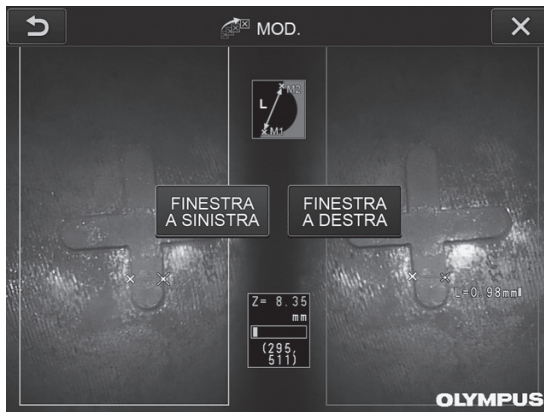 MOD.
M2
L
M1
FINESTRA
A SINISTRA
FINESTRA
A DESTRA
L=0.98mm
Z= 8.35
mm
(295,
511)
OLYMPUS